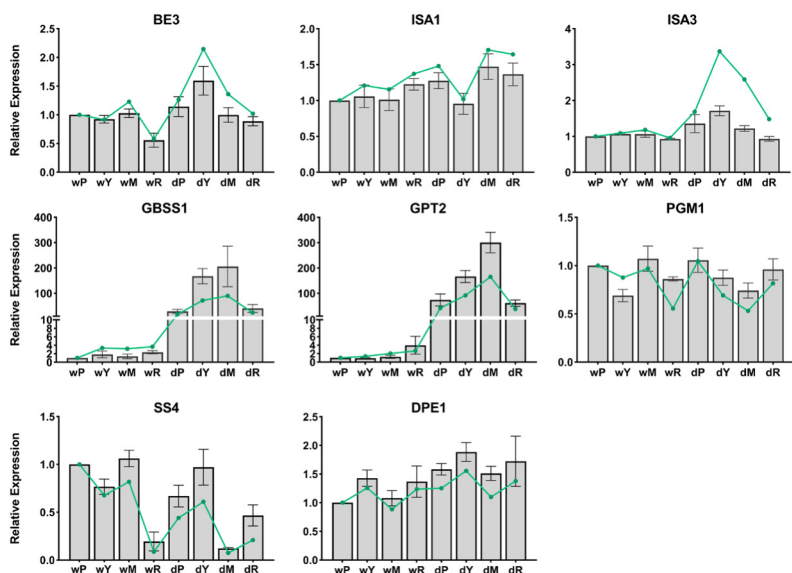 BE3
ISA1
ISA3
Relative Expression
2.5
2.0
1.5
1.0
0.5
0.0
wP wY wM wR dP dY dM dR
2.0
1.5
1.0
0.5
0.0
wP wY wM wR dP dY dM dR
4
3
2
1
0
wP wY wM wR dP dY dM dR
GBSS1
GPT2
PGM1
Relative Expression
400
300
200
100
10
8
6
4
2
0
wP wY wM wR dP dY dM dR
400
300
200
100
10
8
6
4
2
0
wP wY wM wR dP dY dM dR
1.5
1.0
0.5
0.0
wP wY wM wR dP dY dM dR
SS4
DPE1
Relative Expression
1.5
1.0
0.5
0.0
wP wY wM wR dP dY dM dR
2.5
2.0
1.5
1.0
0.5
0.0
wP wY wM wR dP dY dM dR